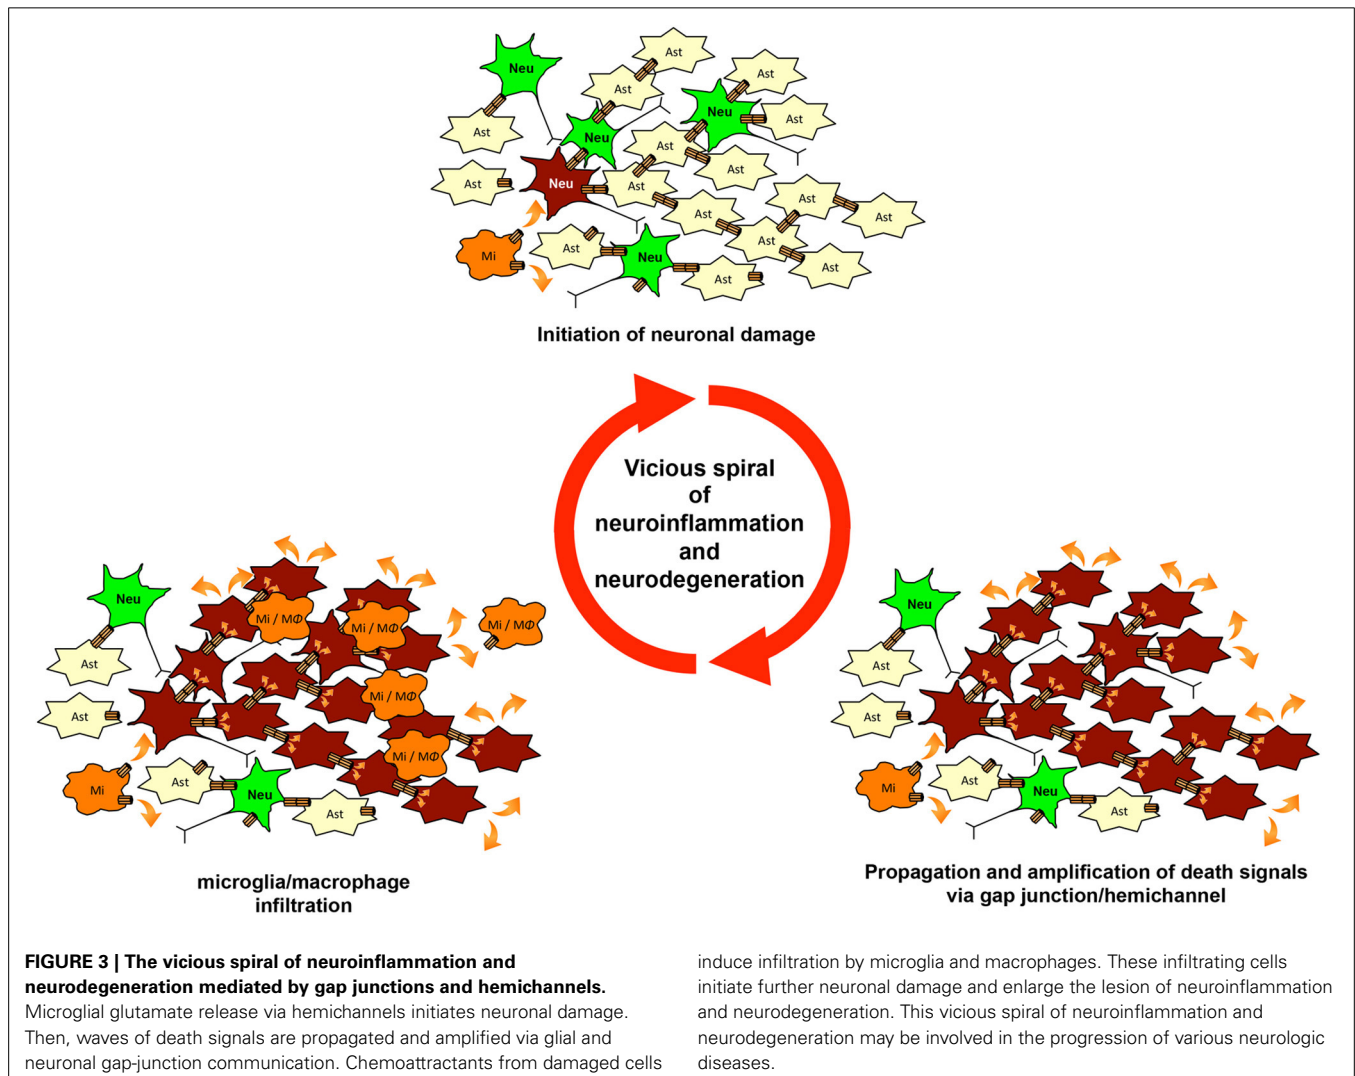 Ast
Neu
Ast
Ast
Ast
Neu
Ast
Ast
Neu
Ast
Ast
Ast
Neu
Ast
Ast
Ast
Ast
Ast
Mi
Ast
Neu
Ast
Ast
Initiation of neuronal damage
Vicious spiral
of
neuroinflammation
and
neurodegeneration
Neu
Mi / MΦ
Mi / MΦ
Mi / MΦ
Ast
Mi / MΦ
Ast
Mi / MΦ
Mi
Ast
Neu
Ast
microglia/macrophage
infiltration
Neu
Ast
Ast
Mi
Ast
Neu
Ast
Propagation and amplification of death signals
via gap junction/hemichannel
FIGURE 3 | The vicious spiral of neuroinflammation and
neurodegeneration mediated by gap junctions and hemichannels.
Microglial glutamate release via hemichannels initiates neuronal damage.
Then, waves of death signals are propagated and amplified via glial and
neuronal gap-junction communication. Chemoattractants from damaged cells
induce infiltration by microglia and macrophages. These infiltrating cells
initiate further neuronal damage and enlarge the lesion of neuroinflammation
and neurodegeneration. This vicious spiral of neuroinflammation and
neurodegeneration may be involved in the progression of various neurologic
diseases.